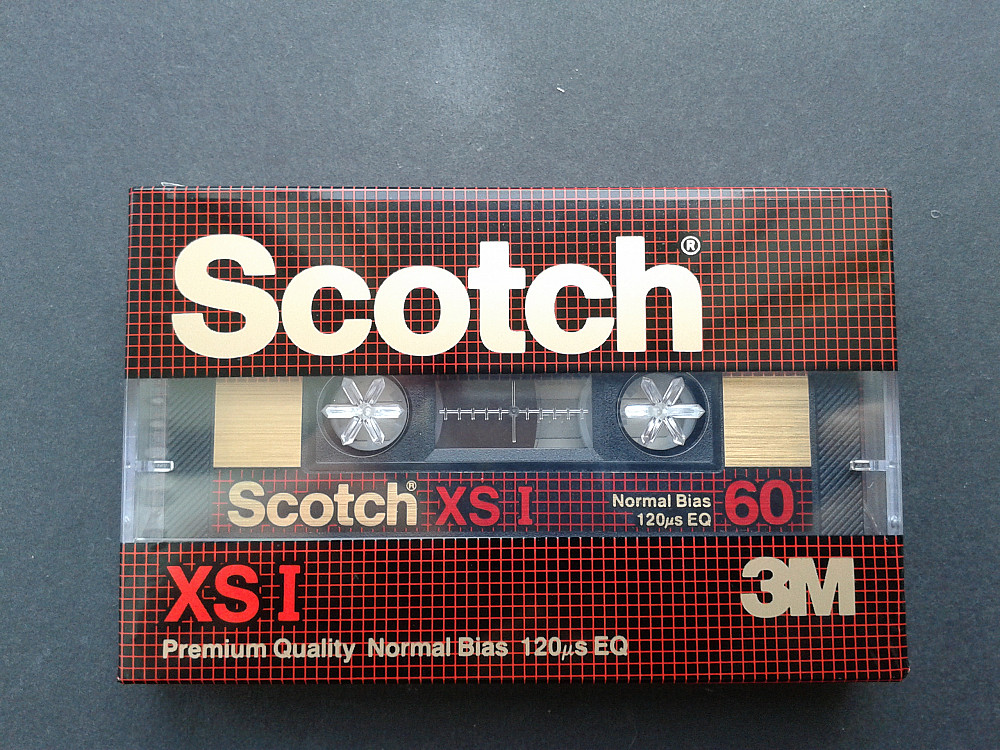 Scotch®
Scotch® XS I
Normal Bias 60
120µs EQ
XS I
3M
Premium Quality Normal Bias 120µs EQ